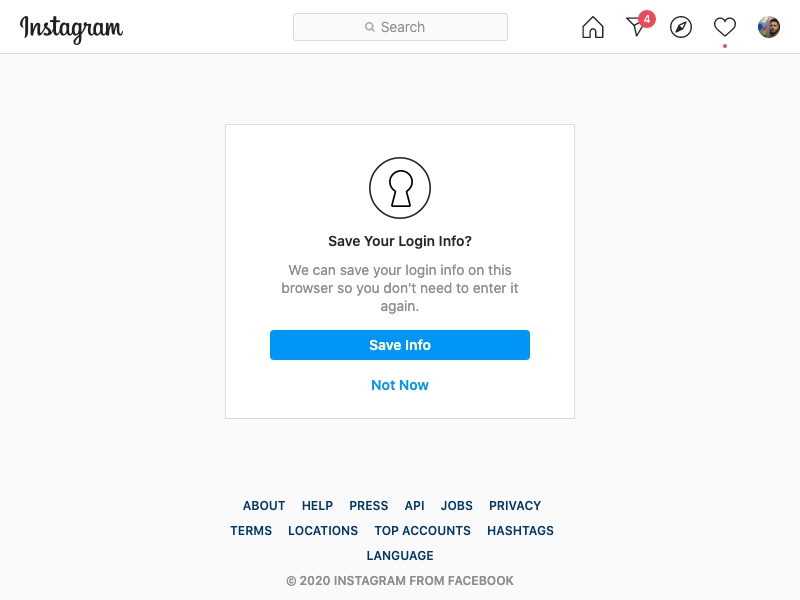 Instagram
Search
4
Save Your Login Info?
We can save your login info on this
browser so you don't need to enter it
again.
Save Info
Not Now
ABOUT HELP PRESS API JOBS PRIVACY
TERMS LOCATIONS TOP ACCOUNTS HASHTAGS
LANGUAGE
© 2020 INSTAGRAM FROM FACEBOOK